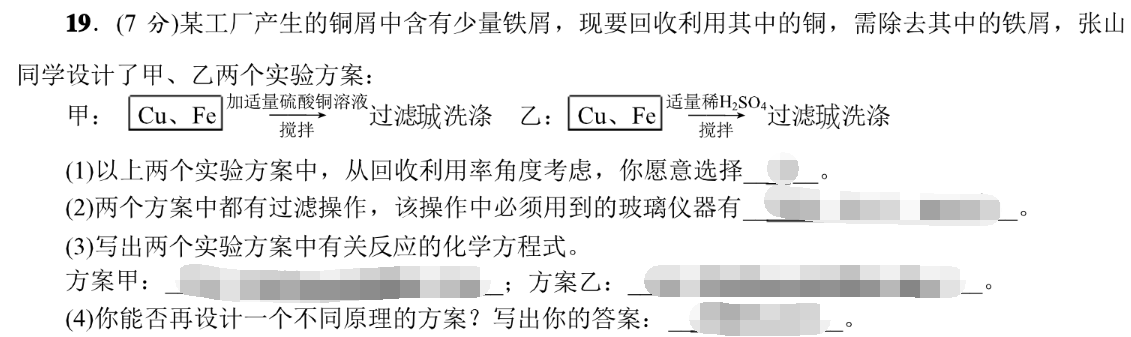 19. (7 分)某工厂产生的铜屑中含有少量铁屑，现要回收利用其中的铜，需除去其中的铁屑，张山
同学设计了甲、乙两个实验方案：
甲： Cu、Fe 加适量硫酸铜溶液 搅拌 过滤珹洗涤 乙： Cu、Fe 适量稀H₂SO₄ 搅拌 过滤珹洗涤
(1)以上两个实验方案中，从回收利用率角度考虑，你愿意选择____。
(2)两个方案中都有过滤操作，该操作中必须用到的玻璃仪器有____。
(3)写出两个实验方案中有关反应的化学方程式。
方案甲：____；方案乙：____。
(4)你能否再设计一个不同原理的方案？写出你的答案：____。